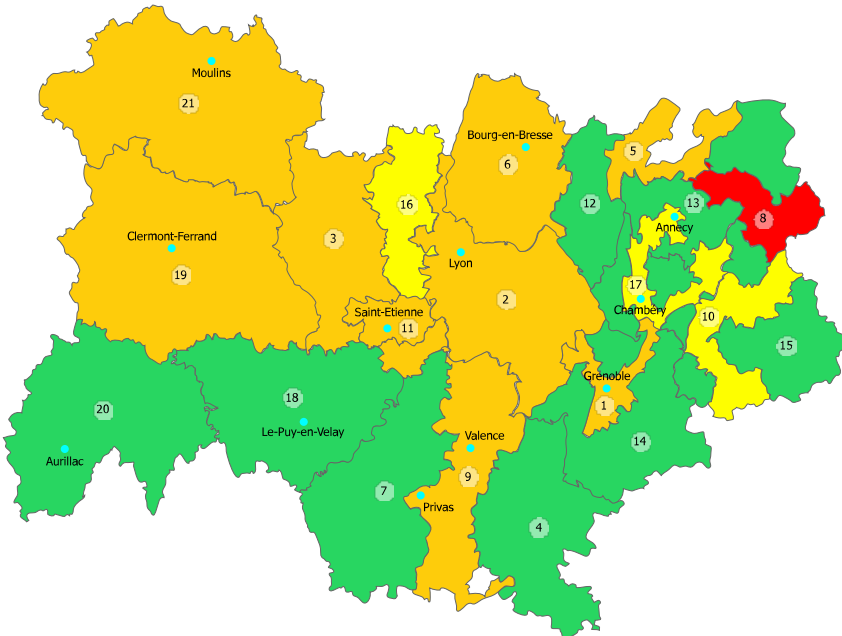 Moulins
21
Bourg-en-Bresse
6
5
12
13
16
8
Annecy
Clermont-Ferrand
3
19
Lyon
17
2
Chambéry
10
Saint-Etienne
11
15
Grenoble
18
1
20
Le-Puy-en-Velay
Valence
14
Aurillac
9
7
Privas
4